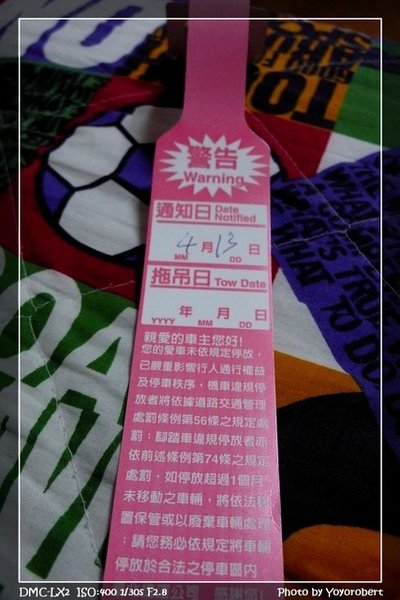 警告
Warning
通知日 Date Notified
4 月 13 日
MM DD
拖吊日 Tow Date
年 月 日
YYYY MM DD
親愛的車主您好!
您的愛車未依規定停放,
已嚴重影響行人通行權益
及停車秩序,機車違規停
放者將依據道路交通管理
處罰條例第56條之規定處
罰;腳踏車違規停放者亦
依前述條例第74條之規定
處罰,如停放超過1個月
未移動之車輛,將依法移
置保管或以廢棄車輛處理
;請您務必依規定將車輛
停放於合法之停車區內
公司 感謝您!
DMC-LX2 ISO:400 1/30s F2.8
Photo by Yoyorobert